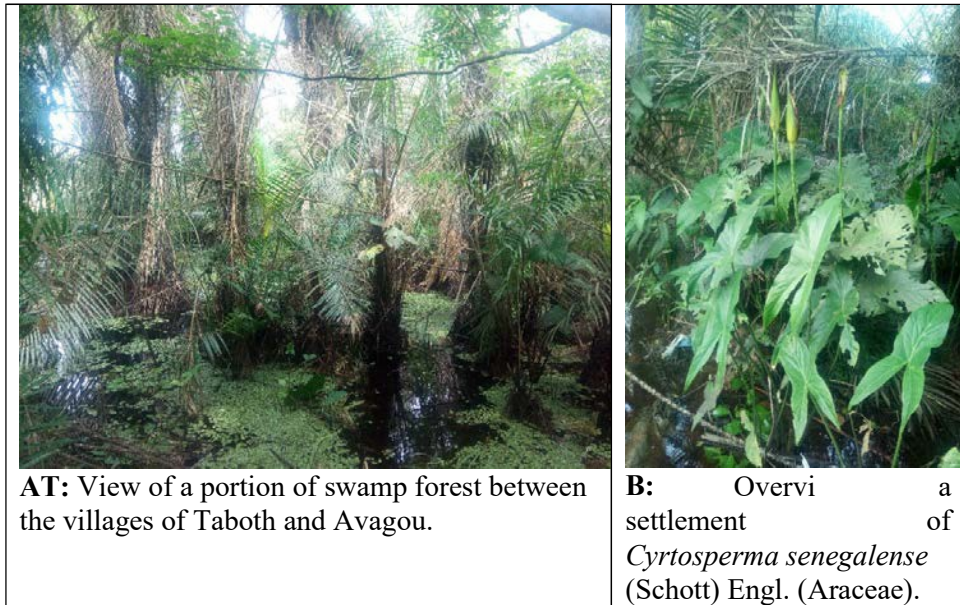 AT: View of a portion of swamp forest between
the villages of Taboth and Avagou.
B: Overvi a
settlement of
Cyrtosperma senegalense
(Schott) Engl. (Araceae).